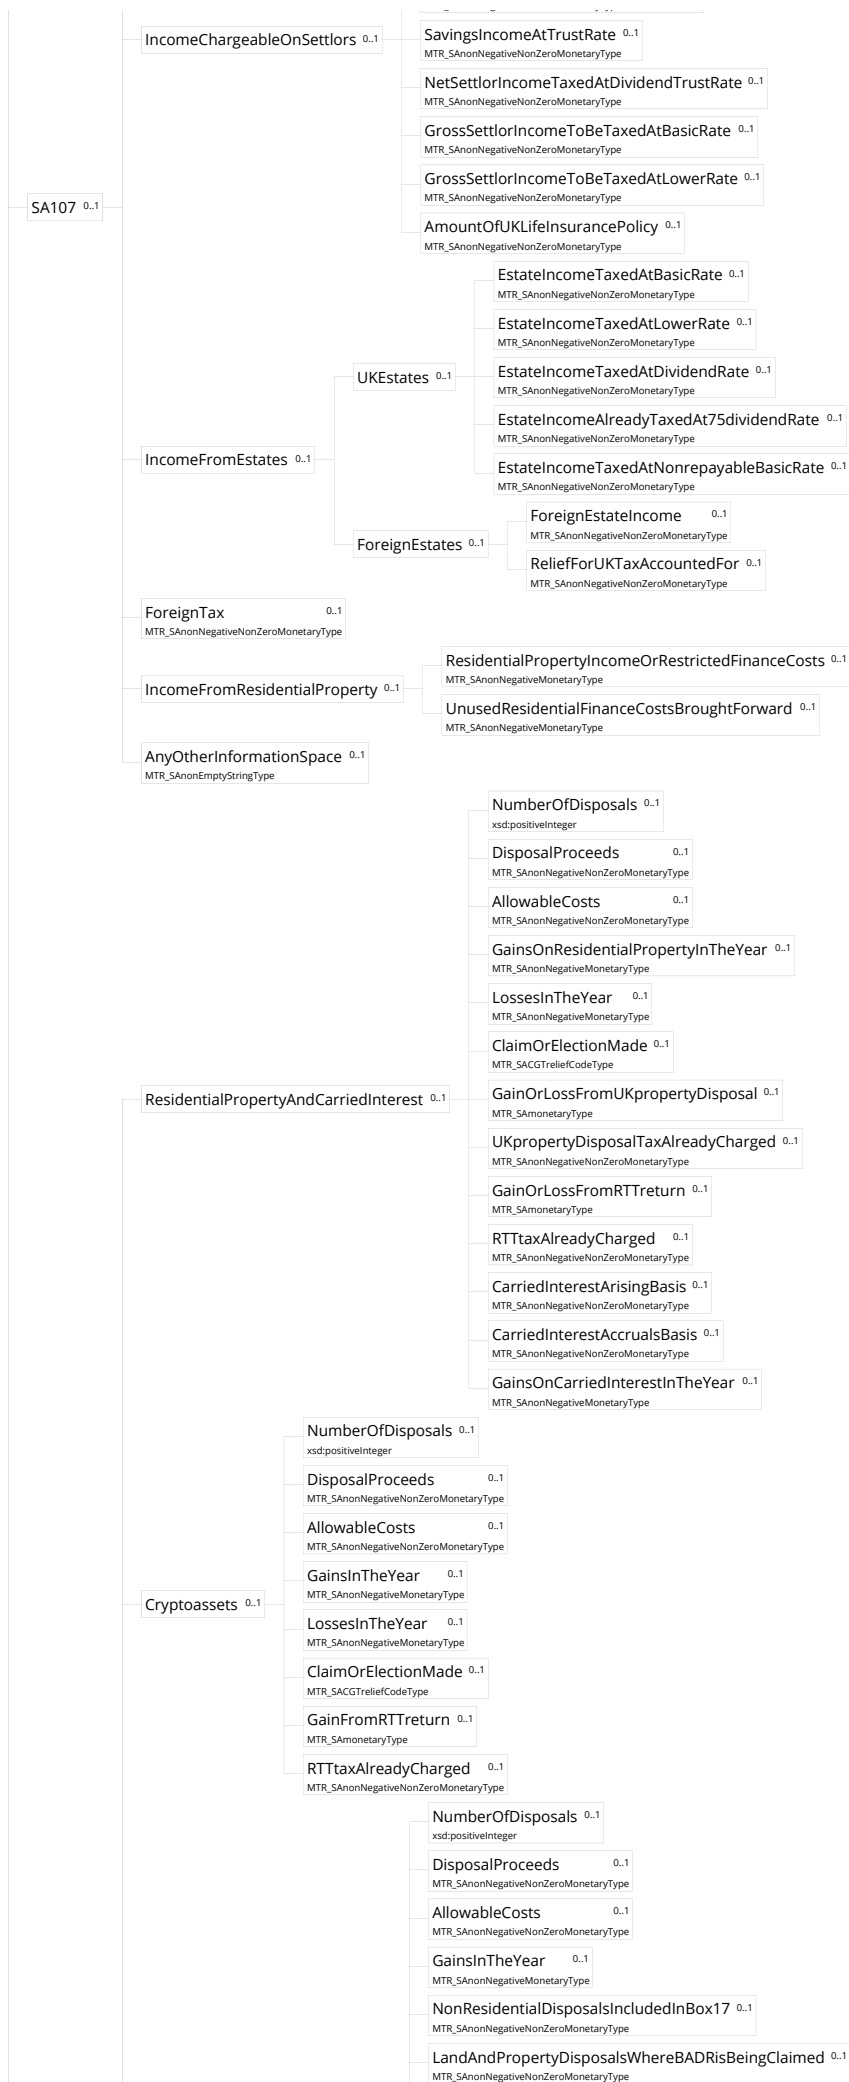 IncomeChargeableOnSettlors 0..1
SavingsIncomeAtTrustRate 0..1
MTR_SAnonNegativeNonZeroMonetaryType
NetSettlorIncomeTaxedAtDividendTrustRate 0..1
MTR_SAnonNegativeNonZeroMonetaryType
GrossSettlorIncomeToBeTaxedAtBasicRate 0..1
MTR_SAnonNegativeNonZeroMonetaryType
GrossSettlorIncomeToBeTaxedAtLowerRate 0..1
MTR_SAnonNegativeNonZeroMonetaryType
SA107 0..1
AmountOfUKLifeInsurancePolicy 0..1
MTR_SAnonNegativeNonZeroMonetaryType
EstateIncomeTaxedAtBasicRate 0..1
MTR_SAnonNegativeNonZeroMonetaryType
EstateIncomeTaxedAtLowerRate 0..1
MTR_SAnonNegativeNonZeroMonetaryType
UKEstates 0..1
EstateIncomeTaxedAtDividendRate 0..1
MTR_SAnonNegativeNonZeroMonetaryType
EstateIncomeAlreadyTaxedAt75dividendRate 0..1
MTR_SAnonNegativeNonZeroMonetaryType
IncomeFromEstates 0..1
EstateIncomeTaxedAtNonrepayableBasicRate 0..1
MTR_SAnonNegativeNonZeroMonetaryType
ForeignEstates 0..1
ForeignEstateIncome 0..1
MTR_SAnonNegativeNonZeroMonetaryType
ReliefForUKTaxAccountedFor 0..1
MTR_SAnonNegativeNonZeroMonetaryType
ForeignTax 0..1
MTR_SAnonNegativeNonZeroMonetaryType
IncomeFromResidentialProperty 0..1
ResidentialPropertyIncomeOrRestrictedFinanceCosts 0..1
MTR_SAnonNegativeMonetaryType
UnusedResidentialFinanceCostsBroughtForward 0..1
MTR_SAnonNegativeMonetaryType
AnyOtherInformationSpace 0..1
MTR_SAnonEmptyStringType
NumberOfDisposals 0..1
xsd:positiveInteger
DisposalProceeds 0..1
MTR_SAnonNegativeNonZeroMonetaryType
AllowableCosts 0..1
MTR_SAnonNegativeNonZeroMonetaryType
GainsOnResidentialPropertyInTheYear 0..1
MTR_SAnonNegativeMonetaryType
LossesInTheYear 0..1
MTR_SAnonNegativeMonetaryType
ClaimOrElectionMade 0..1
MTR_SACGTreliefCodeType
ResidentialPropertyAndCarriedInterest 0..1
GainOrLossFromUKpropertyDisposal 0..1
MTR_SAmonetaryType
UKpropertyDisposalTaxAlreadyCharged 0..1
MTR_SAnonNegativeNonZeroMonetaryType
GainOrLossFromRTTreturn 0..1
MTR_SAmonetaryType
RTTtaxAlreadyCharged 0..1
MTR_SAnonNegativeNonZeroMonetaryType
CarriedInterestArisingBasis 0..1
MTR_SAnonNegativeNonZeroMonetaryType
CarriedInterestAccrualsBasis 0..1
MTR_SAnonNegativeNonZeroMonetaryType
GainsOnCarriedInterestInTheYear 0..1
MTR_SAnonNegativeMonetaryType
NumberOfDisposals 0..1
xsd:positiveInteger
DisposalProceeds 0..1
MTR_SAnonNegativeNonZeroMonetaryType
AllowableCosts 0..1
MTR_SAnonNegativeNonZeroMonetaryType
GainsInTheYear 0..1
MTR_SAnonNegativeMonetaryType
Cryptoassets 0..1
LossesInTheYear 0..1
MTR_SAnonNegativeMonetaryType
ClaimOrElectionMade 0..1
MTR_SACGTreliefCodeType
GainFromRTTreturn 0..1
MTR_SAmonetaryType
RTTtaxAlreadyCharged 0..1
MTR_SAnonNegativeNonZeroMonetaryType
NumberOfDisposals 0..1
xsd:positiveInteger
DisposalProceeds 0..1
MTR_SAnonNegativeNonZeroMonetaryType
AllowableCosts 0..1
MTR_SAnonNegativeNonZeroMonetaryType
GainsInTheYear 0..1
MTR_SAnonNegativeMonetaryType
NonResidentialDisposalsIncludedInBox17 0..1
MTR_SAnonNegativeNonZeroMonetaryType
LandAndPropertyDisposalsWhereBADRisBeingClaimed 0..1
MTR_SAnonNegativeNonZeroMonetaryType